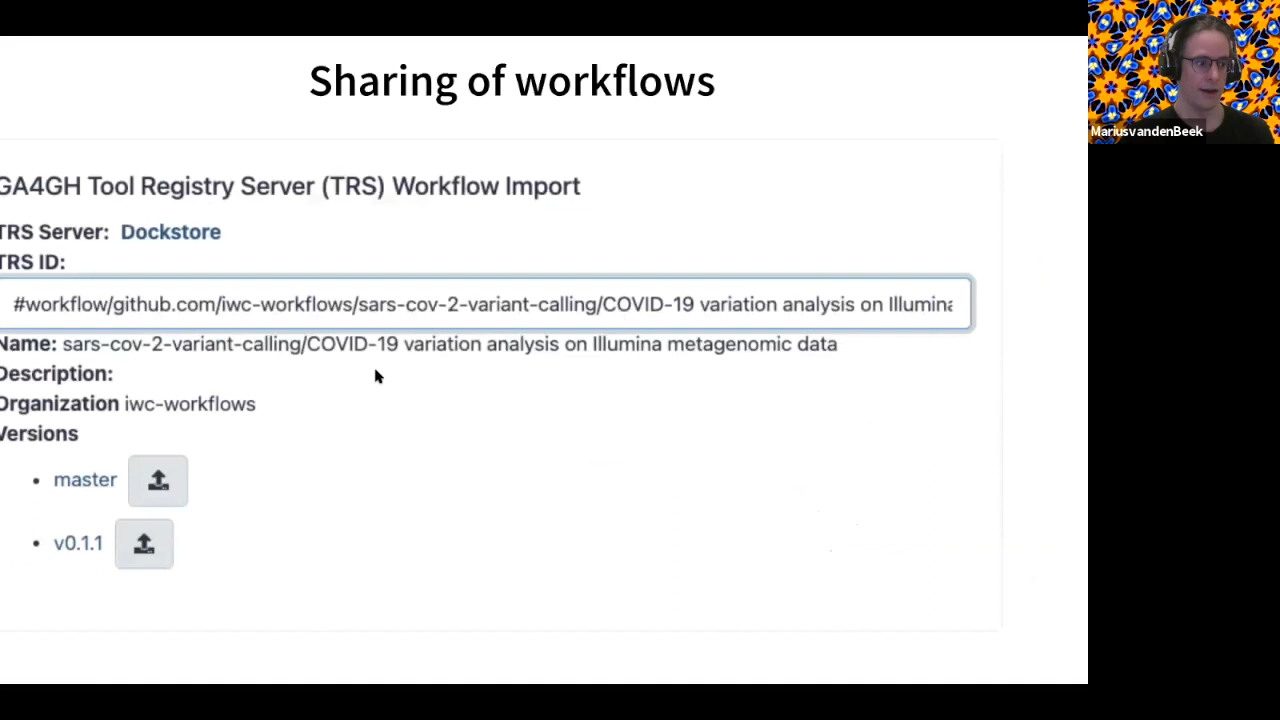 Sharing of workflows
MariusvandenBeek
GA4GH Tool Registry Server (TRS) Workflow Import
TRS Server: Dockstore
TRS ID:
#workflow/github.com/iwc-workflows/sars-cov-2-variant-calling/COVID-19 variation analysis on Illumina
Name: sars-cov-2-variant-calling/COVID-19 variation analysis on Illumina metagenomic data
Description:
Organization iwc-workflows
Versions
• master
• v0.1.1